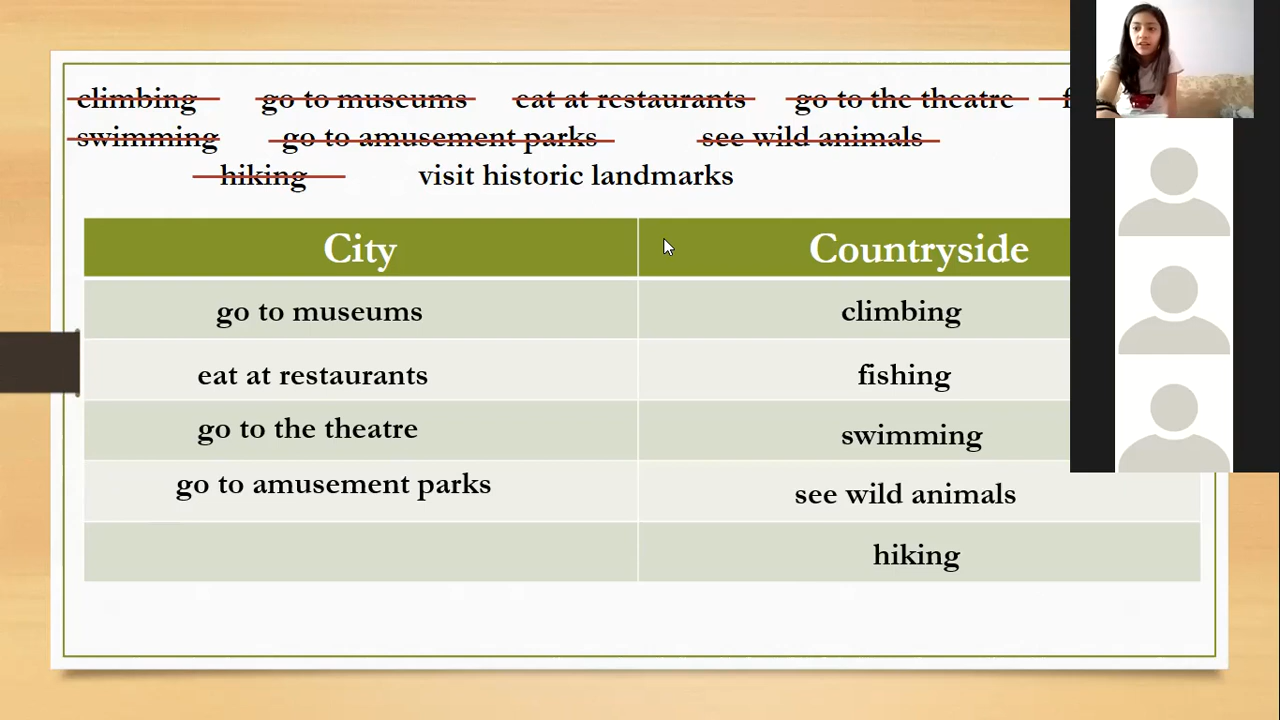 climbing go to museums eat at restaurants go to the theatre f
swimming go to amusement parks see wild animals
hiking visit historic landmarks
City Countryside
go to museums climbing
eat at restaurants fishing
go to the theatre swimming
go to amusement parks see wild animals
hiking